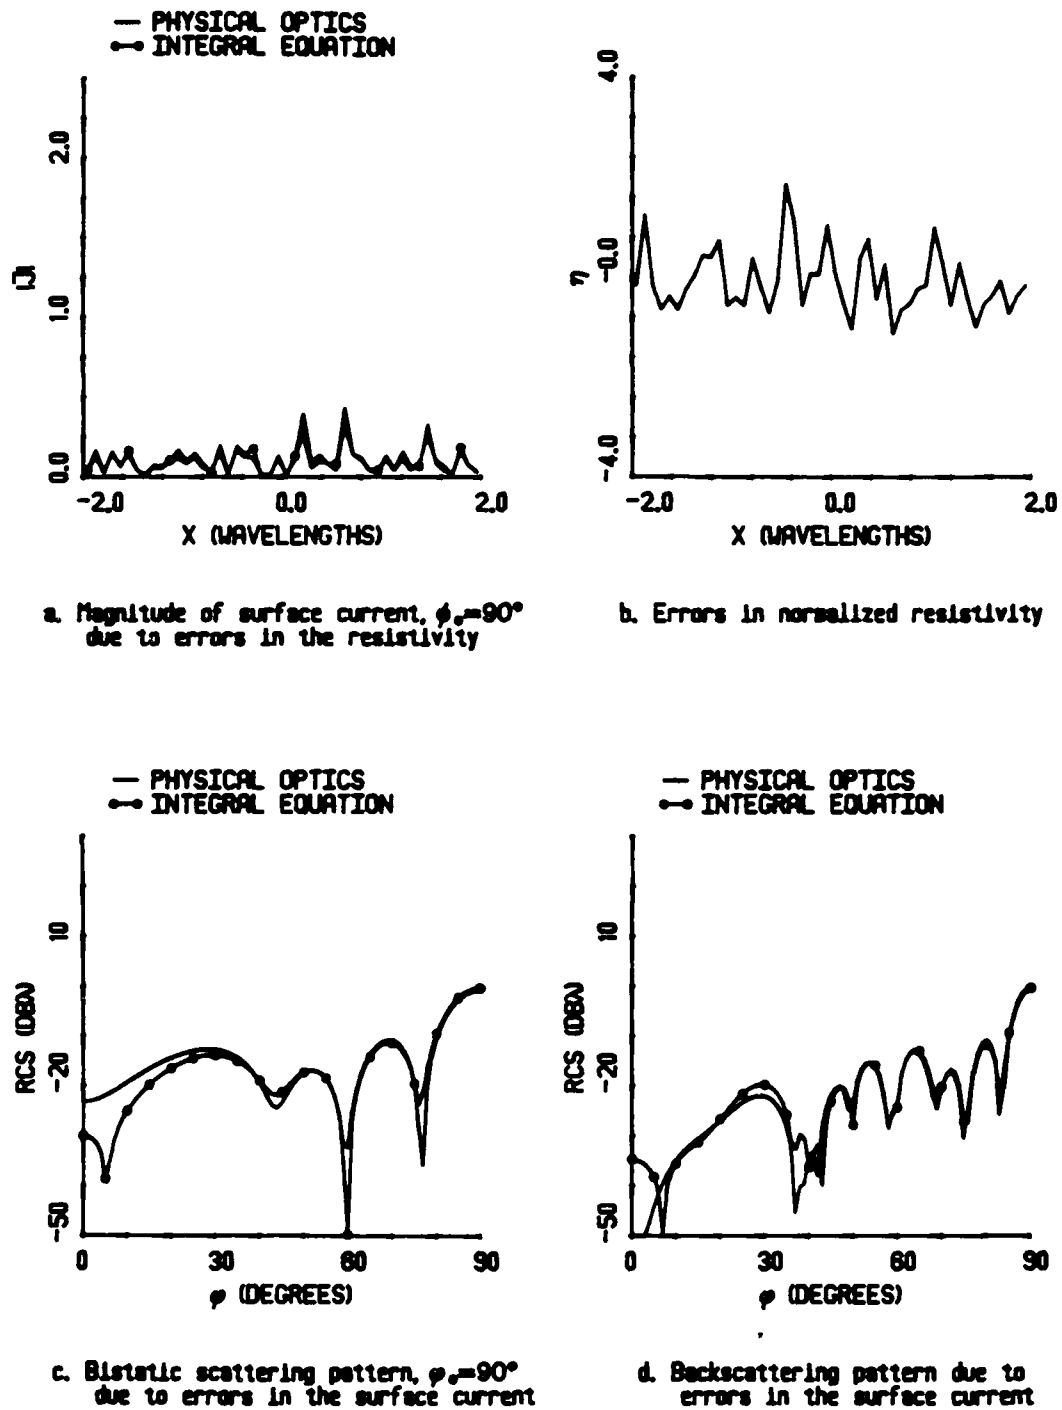 PHYSICAL OPTICS
INTEGRAL EQUATION
2.0
1.0
0.0
|J|
-2.0 0.0 2.0
X (WAVELENGTHS)
a. Magnitude of surface current, ϕₒ=90°
due to errors in the resistivity
4.0
-0.0
-4.0
η
-2.0 0.0 2.0
X (WAVELENGTHS)
b. Errors in normalized resistivity
PHYSICAL OPTICS
INTEGRAL EQUATION
10
-20
-50
RCS (DBλ)
0 30 60 90
φ (DEGREES)
c. Bistatic scattering pattern, φₒ=90°
due to errors in the surface current
PHYSICAL OPTICS
INTEGRAL EQUATION
10
-20
-50
RCS (DBλ)
0 30 60 90
φ (DEGREES)
d. Backscattering pattern due to
errors in the surface current